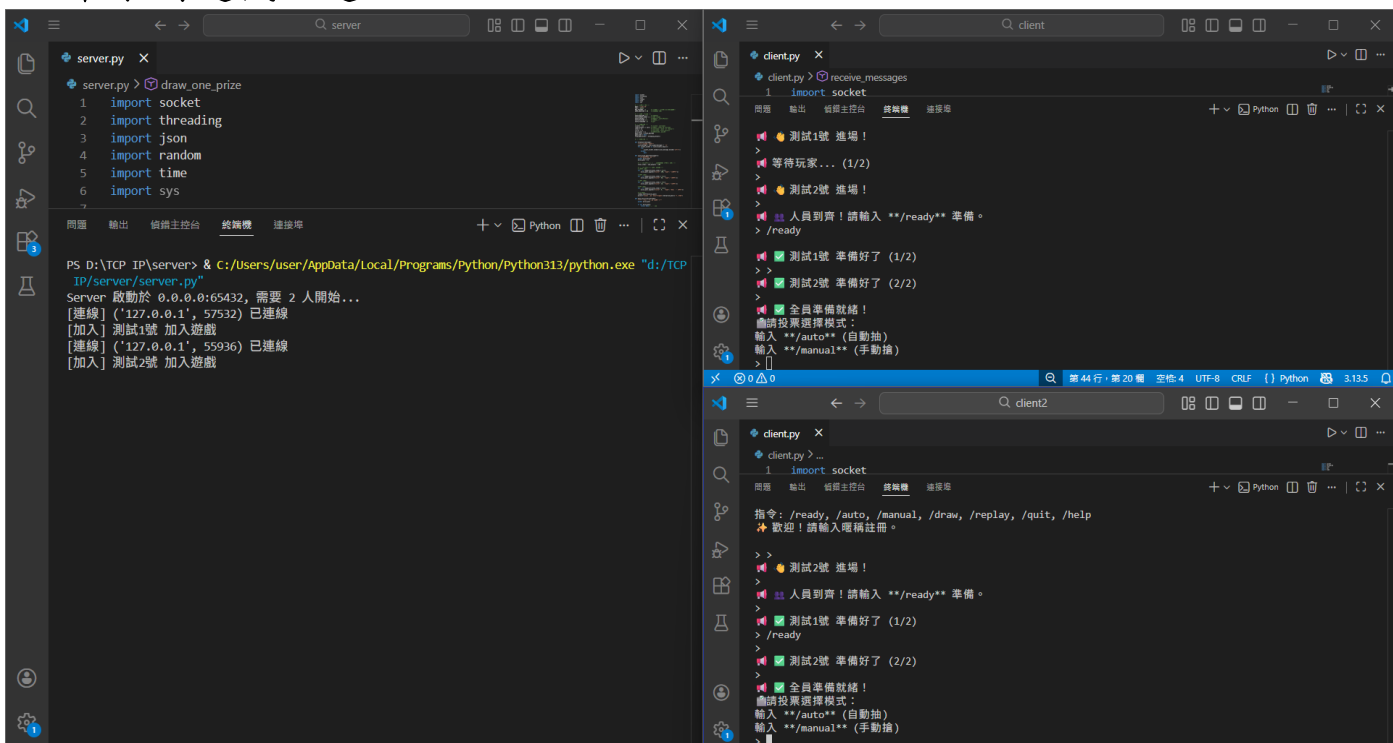 server
server.py
server.py > draw_one_prize
1 import socket
2 import threading
3 import json
4 import random
5 import time
6 import sys
7
問題 輸出 偵錯主控台 終端機 連接埠
Python
PS D:\TCP IP\server> & C:/Users/user/AppData/Local/Programs/Python/Python313/python.exe "d:/TCP
IP/server/server.py"
Server 啟動於 0.0.0.0:65432, 需要 2 人開始...
[連線] ('127.0.0.1', 57532) 已連線
[加入] 測試1號 加入遊戲
[連線] ('127.0.0.1', 55936) 已連線
[加入] 測試2號 加入遊戲
3
1
client
client.py
client.py > receive_messages
1 import socket
問題 輸出 偵錯主控台 終端機 連接埠
Python
📢 👋 測試1號 進場！
>
📢 等待玩家... (1/2)
>
📢 👋 測試2號 進場！
>
📢 👥 人員到齊！請輸入 **/ready** 準備。
> /ready
📢 ✅ 測試1號 準備好了 (1/2)
> >
📢 ✅ 測試2號 準備好了 (2/2)
>
📢 ✅ 全員準備就緒！
🗳請投票選擇模式：
輸入 **/auto** (自動抽)
輸入 **/manual** (手動搶)
>
1
1
0 0 第 44 行，第 20 欄 空格: 4 UTF-8 CRLF { } Python 3.13.5
client2
client.py
client.py > ...
1 import socket
問題 輸出 偵錯主控台 終端機 連接埠
Python
指令: /ready, /auto, /manual, /draw, /replay, /quit, /help
✨ 歡迎！請輸入暱稱註冊。
> >
📢 👋 測試2號 進場！
>
📢 👥 人員到齊！請輸入 **/ready** 準備。
>
📢 ✅ 測試1號 準備好了 (1/2)
> /ready
>
📢 ✅ 測試2號 準備好了 (2/2)
>
📢 ✅ 全員準備就緒！
🗳請投票選擇模式：
輸入 **/auto** (自動抽)
輸入 **/manual** (手動搶)
>
1